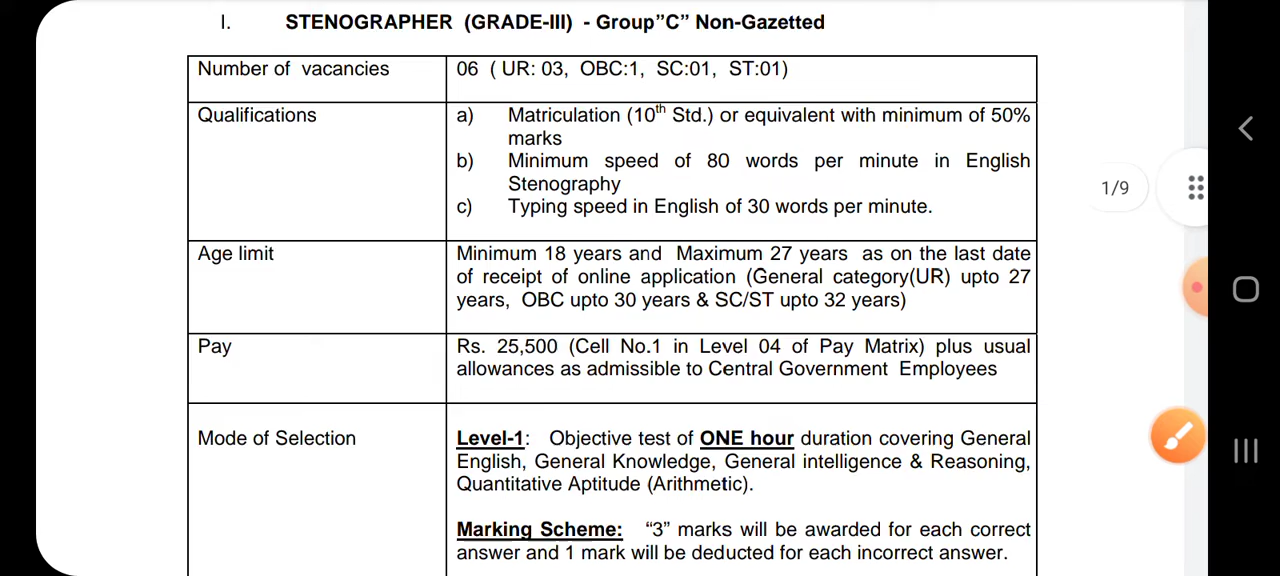 I. STENOGRAPHER (GRADE-III) - Group”C” Non-Gazetted
Number of vacancies 06 ( UR: 03, OBC:1, SC:01, ST:01)
Qualifications a) Matriculation (10th Std.) or equivalent with minimum of 50%
marks
b) Minimum speed of 80 words per minute in English
Stenography
c) Typing speed in English of 30 words per minute.
Age limit Minimum 18 years and Maximum 27 years as on the last date
of receipt of online application (General category(UR) upto 27
years, OBC upto 30 years & SC/ST upto 32 years)
Pay Rs. 25,500 (Cell No.1 in Level 04 of Pay Matrix) plus usual
allowances as admissible to Central Government Employees
Mode of Selection Level-1: Objective test of ONE hour duration covering General
English, General Knowledge, General intelligence & Reasoning,
Quantitative Aptitude (Arithmetic).
Marking Scheme: “3” marks will be awarded for each correct
answer and 1 mark will be deducted for each incorrect answer.
1/9